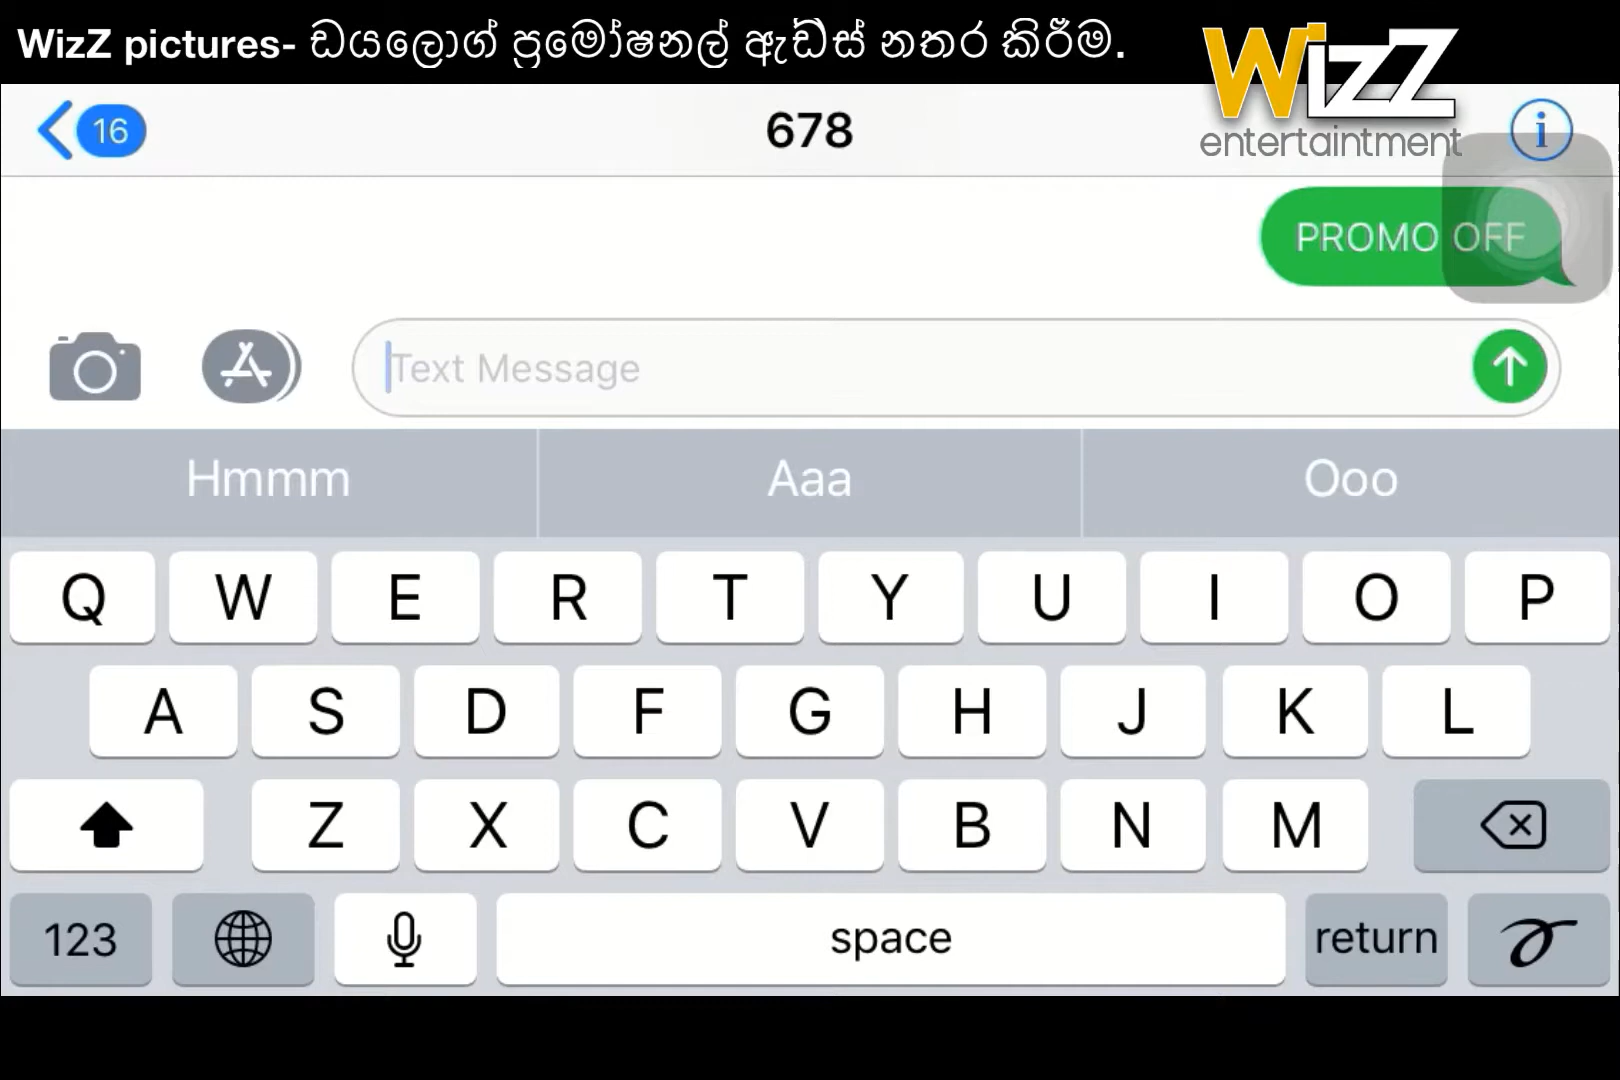 WizZ pictures- ඩයලොග් ප්‍රමෝෂනල් ඇඩ්ස් නතර කිරීම.
WizZ
entertaintment
16
678
i
PROMO OFF
Text Message
Hmmm Aaa Ooo
Q W E R T Y U I O P
A S D F G H J K L
Z X C V B N M
123 space return